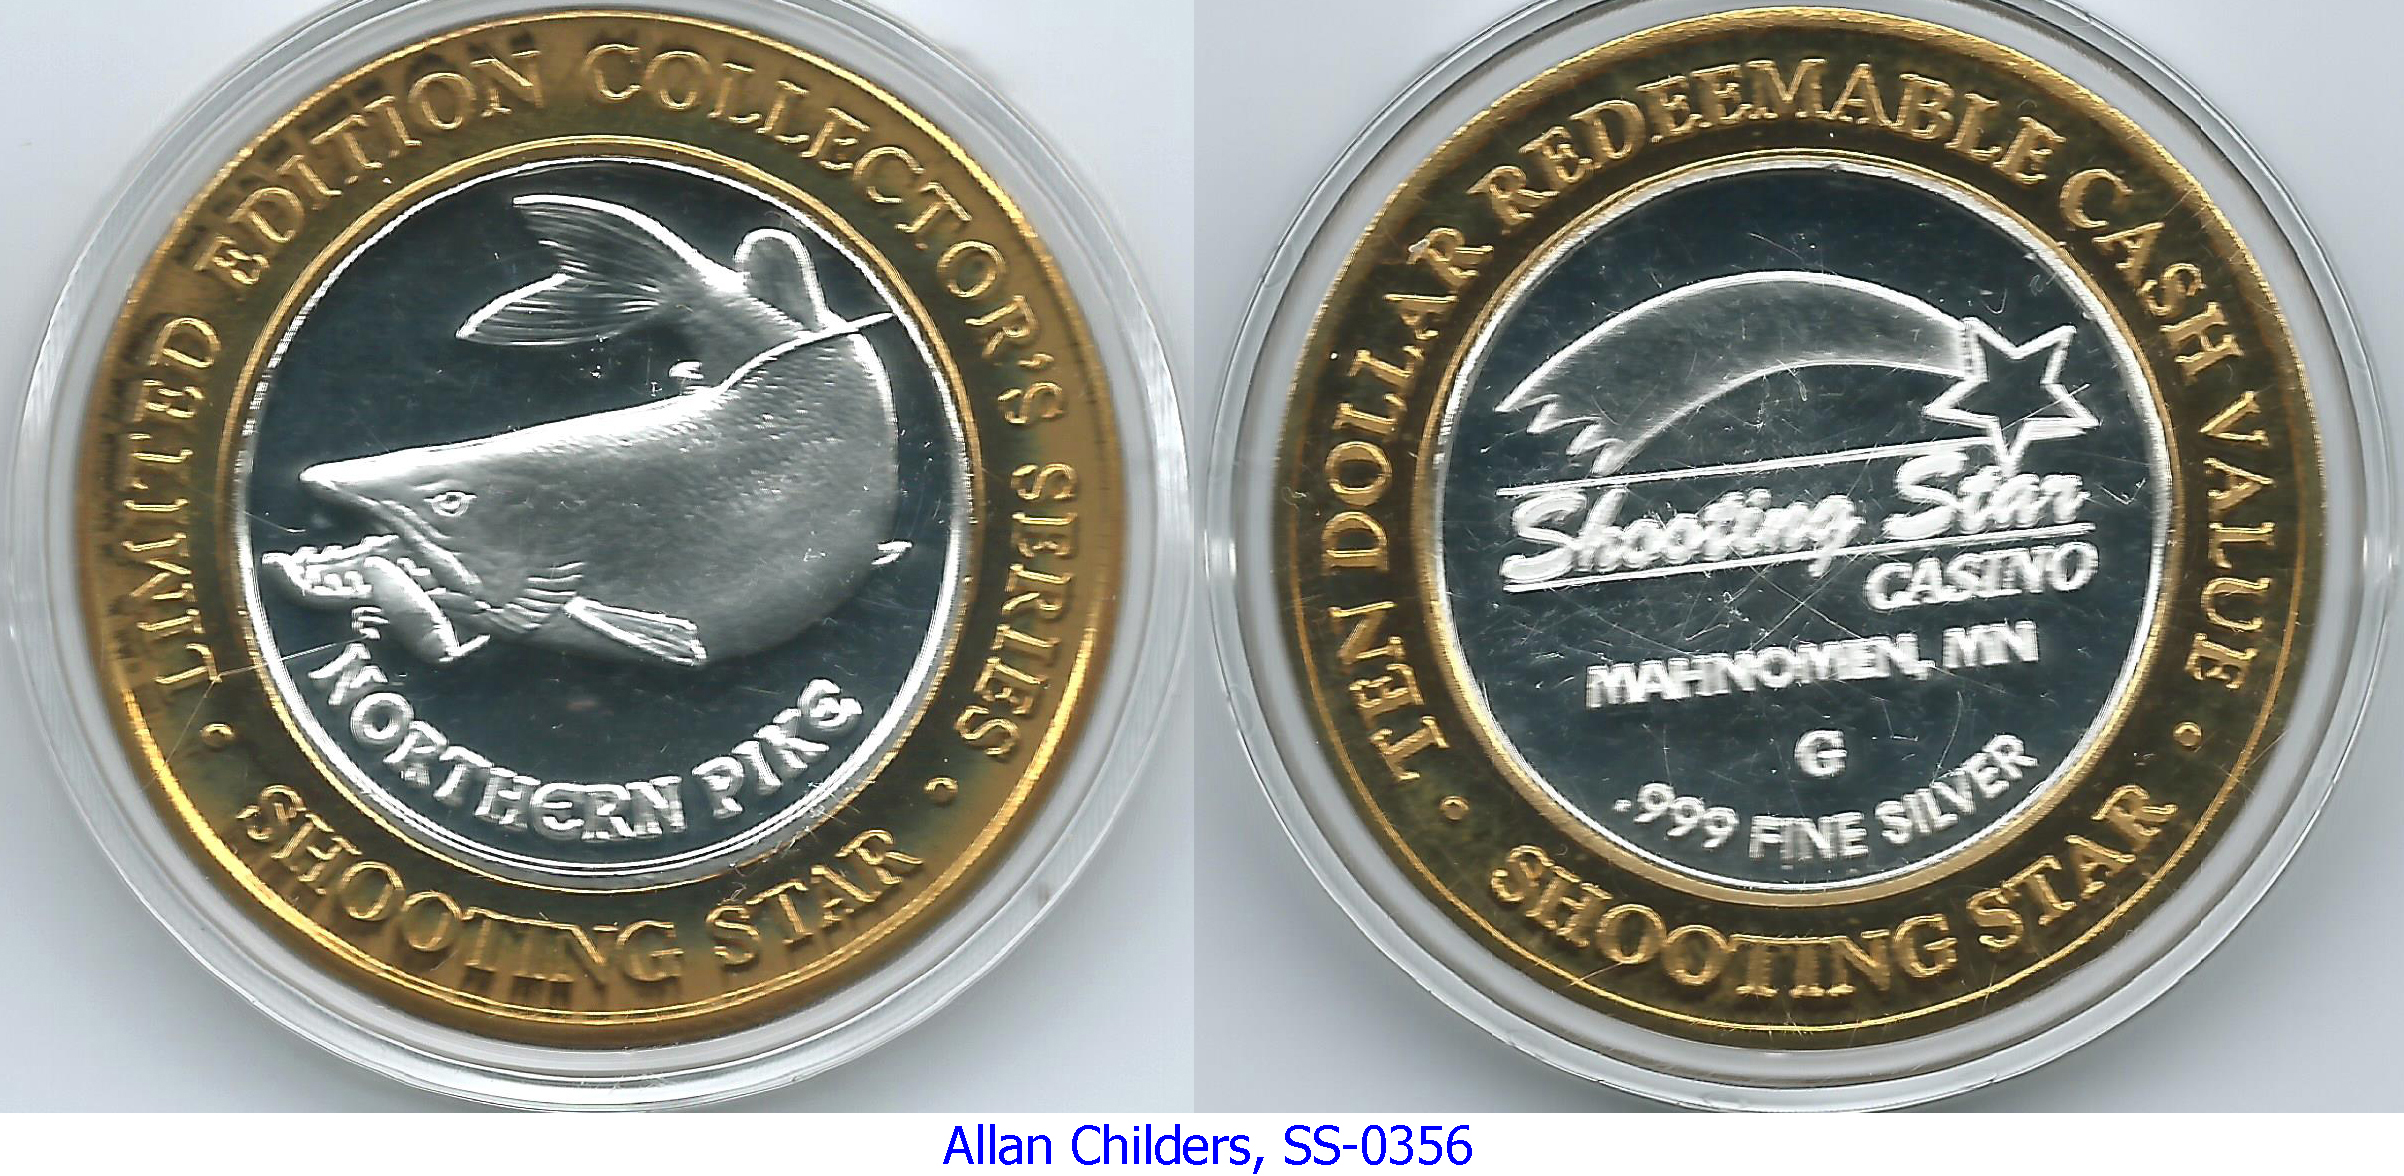 LIMITED EDITION COLLECTOR'S SERIES
NORTHERN PIKE
• SHOOTING STAR •
TEN DOLLAR REDEEMABLE CASH VALUE
Shooting Star
CASINO
MAHNOMEN, MN
G
.999 FINE SILVER
• SHOOTING STAR •
Allan Childers, SS-0356